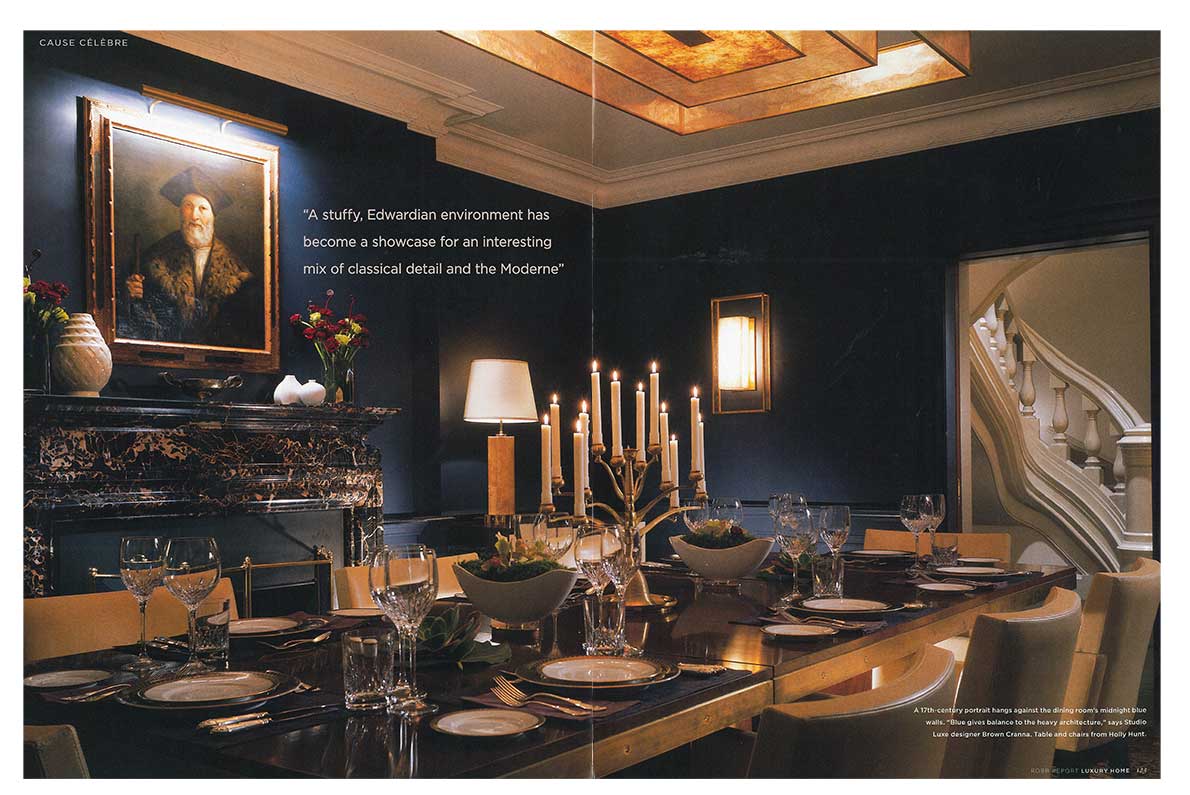 CAUSE CÉLÈBRE
“A stuffy, Edwardian environment has
become a showcase for an interesting
mix of classical detail and the Moderne”
A 17th-century portrait hangs against the dining room's midnight blue
walls. "Blue gives balance to the heavy architecture," says Studio
Luxe designer Brown Cranna. Table and chairs from Holly Hunt.
ROBB REPORT LUXURY HOME 123